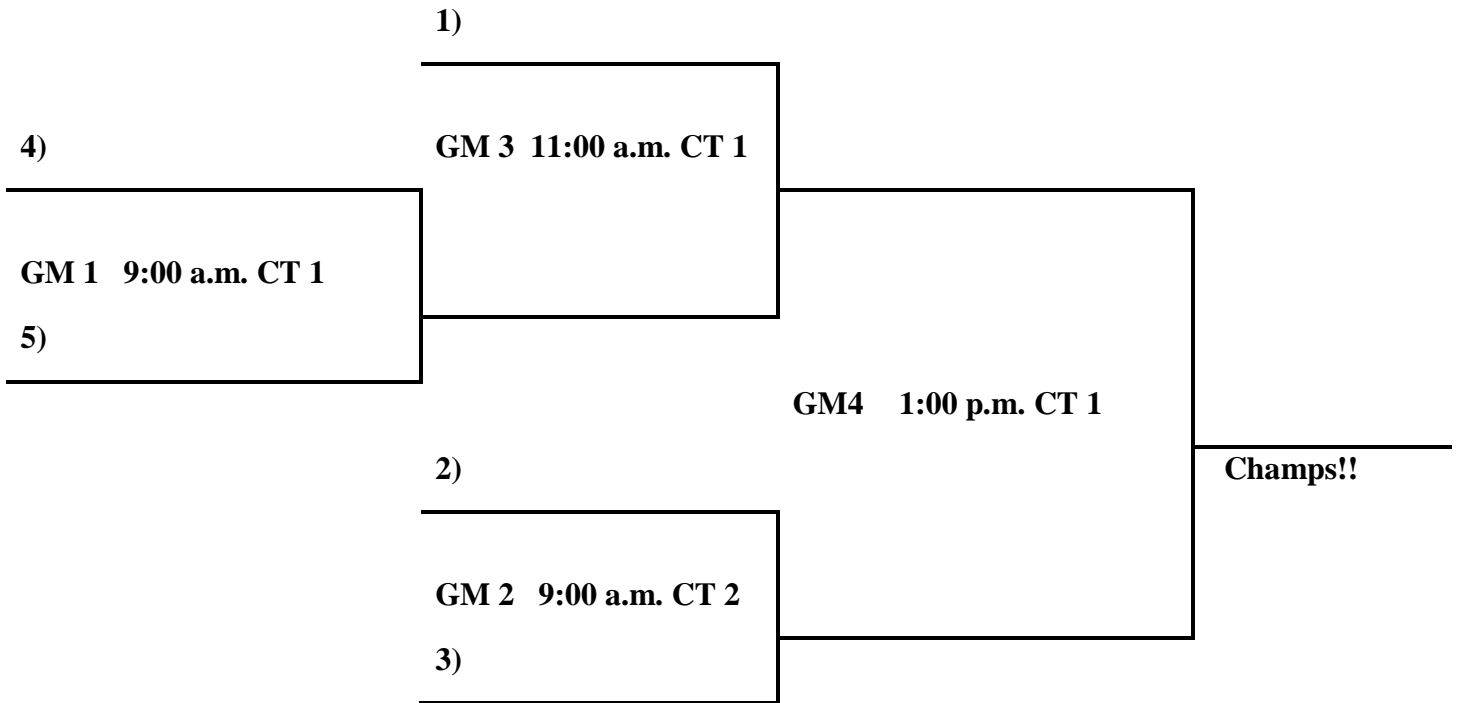 1)
4)
GM 3  11:00 a.m. CT 1
GM 1   9:00 a.m. CT 1
5)
GM4    1:00 p.m. CT 1
2)
Champs!!
GM 2   9:00 a.m. CT 2
3)